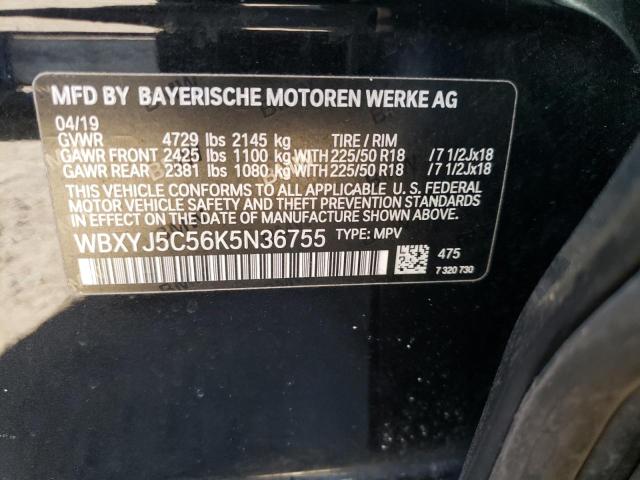 MFD BY BAYERISCHE MOTOREN WERKE AG
04/19
GVWR 4729 lbs 2145 kg TIRE / RIM
GAWR FRONT 2425 lbs 1100 kg WITH 225/50 R18 /7 1/2Jx18
GAWR REAR 2381 lbs 1080 kg WITH 225/50 R18 /7 1/2Jx18
THIS VEHICLE CONFORMS TO ALL APPLICABLE U. S. FEDERAL
MOTOR VEHICLE SAFETY AND THEFT PREVENTION STANDARDS
IN EFFECT ON THE DATE OF MANUFACTURE SHOWN ABOVE.
WBXYJ5C56K5N36755 TYPE: MPV
475
7 320 730